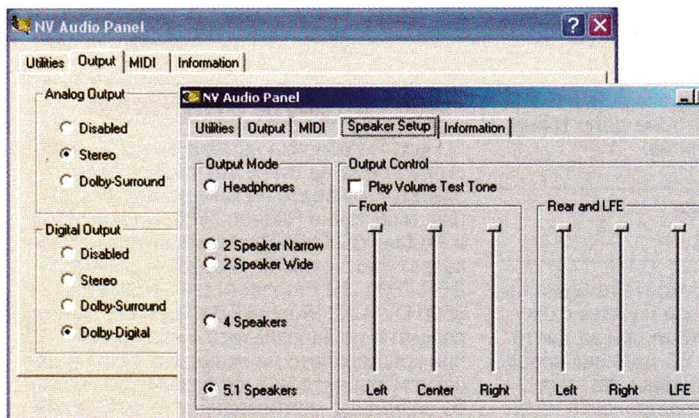 NV Audio Panel
Utilities Output MIDI Information
Analog Output
Disabled
Stereo
Dolby-Surround
Digital Output
Disabled
Stereo
Dolby-Surround
Dolby-Digital
NV Audio Panel
Utilities Output MIDI Speaker Setup Information
Output Mode
Headphones
2 Speaker Narrow
2 Speaker Wide
4 Speakers
5.1 Speakers
Output Control
Play Volume Test Tone
Front
Left Center Right
Rear and LFE
Left Right LFE